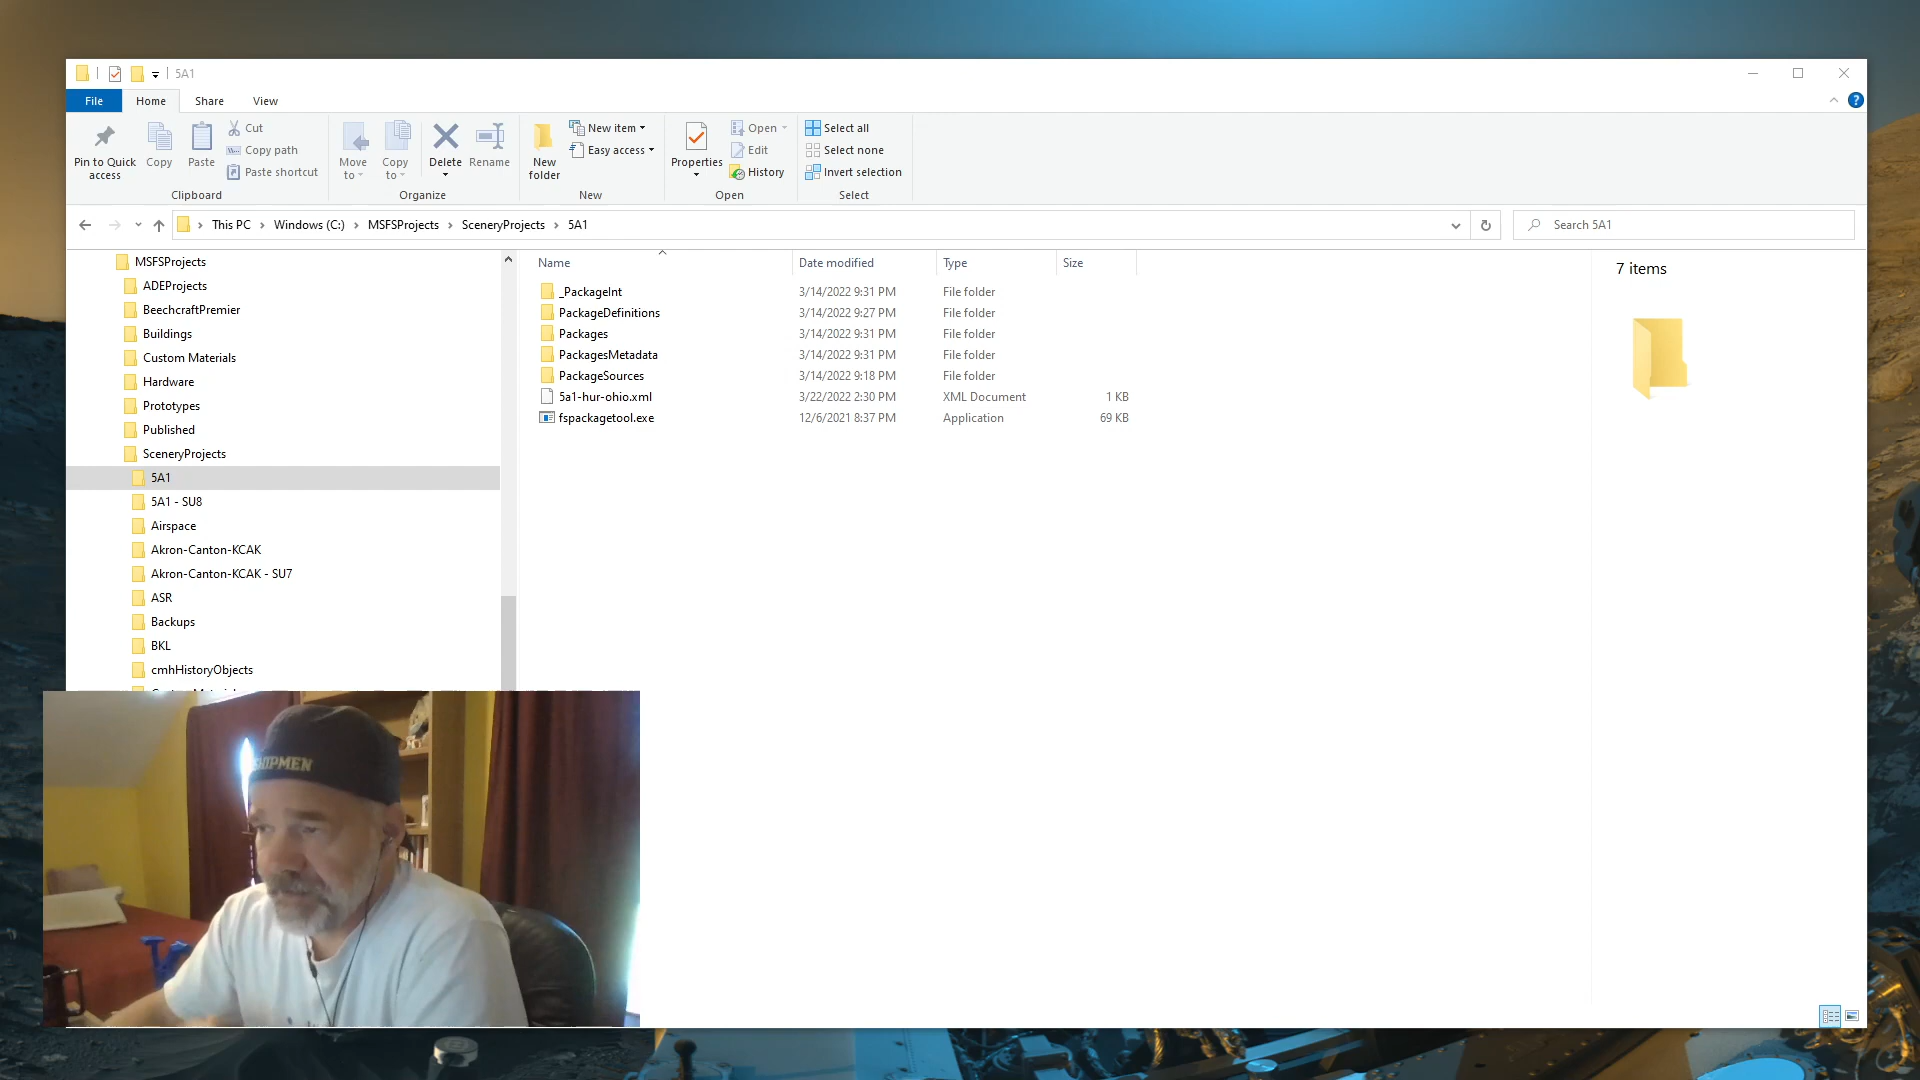 5A1
File Home Share View
Pin to Quick access
Copy
Paste
Cut
Copy path
Paste shortcut
Clipboard
Move to
Copy to
Delete
Rename
Organize
New folder
New item
Easy access
New
Properties
Open
Edit
History
Open
Select all
Select none
Invert selection
Select
This PC > Windows (C:) > MSFSProjects > SceneryProjects > 5A1
Search 5A1
MSFSProjects
ADEProjects
BeechcraftPremier
Buildings
Custom Materials
Hardware
Prototypes
Published
SceneryProjects
5A1
5A1 - SU8
Airspace
Akron-Canton-KCAK
Akron-Canton-KCAK - SU7
ASR
Backups
BKL
cmhHistoryObjects
Name Date modified Type Size
_PackageInt 3/14/2022 9:31 PM File folder
PackageDefinitions 3/14/2022 9:27 PM File folder
Packages 3/14/2022 9:31 PM File folder
PackagesMetadata 3/14/2022 9:31 PM File folder
PackageSources 3/14/2022 9:18 PM File folder
5a1-hur-ohio.xml 3/22/2022 2:30 PM XML Document 1 KB
fspackagetool.exe 12/6/2021 8:37 PM Application 69 KB
7 items